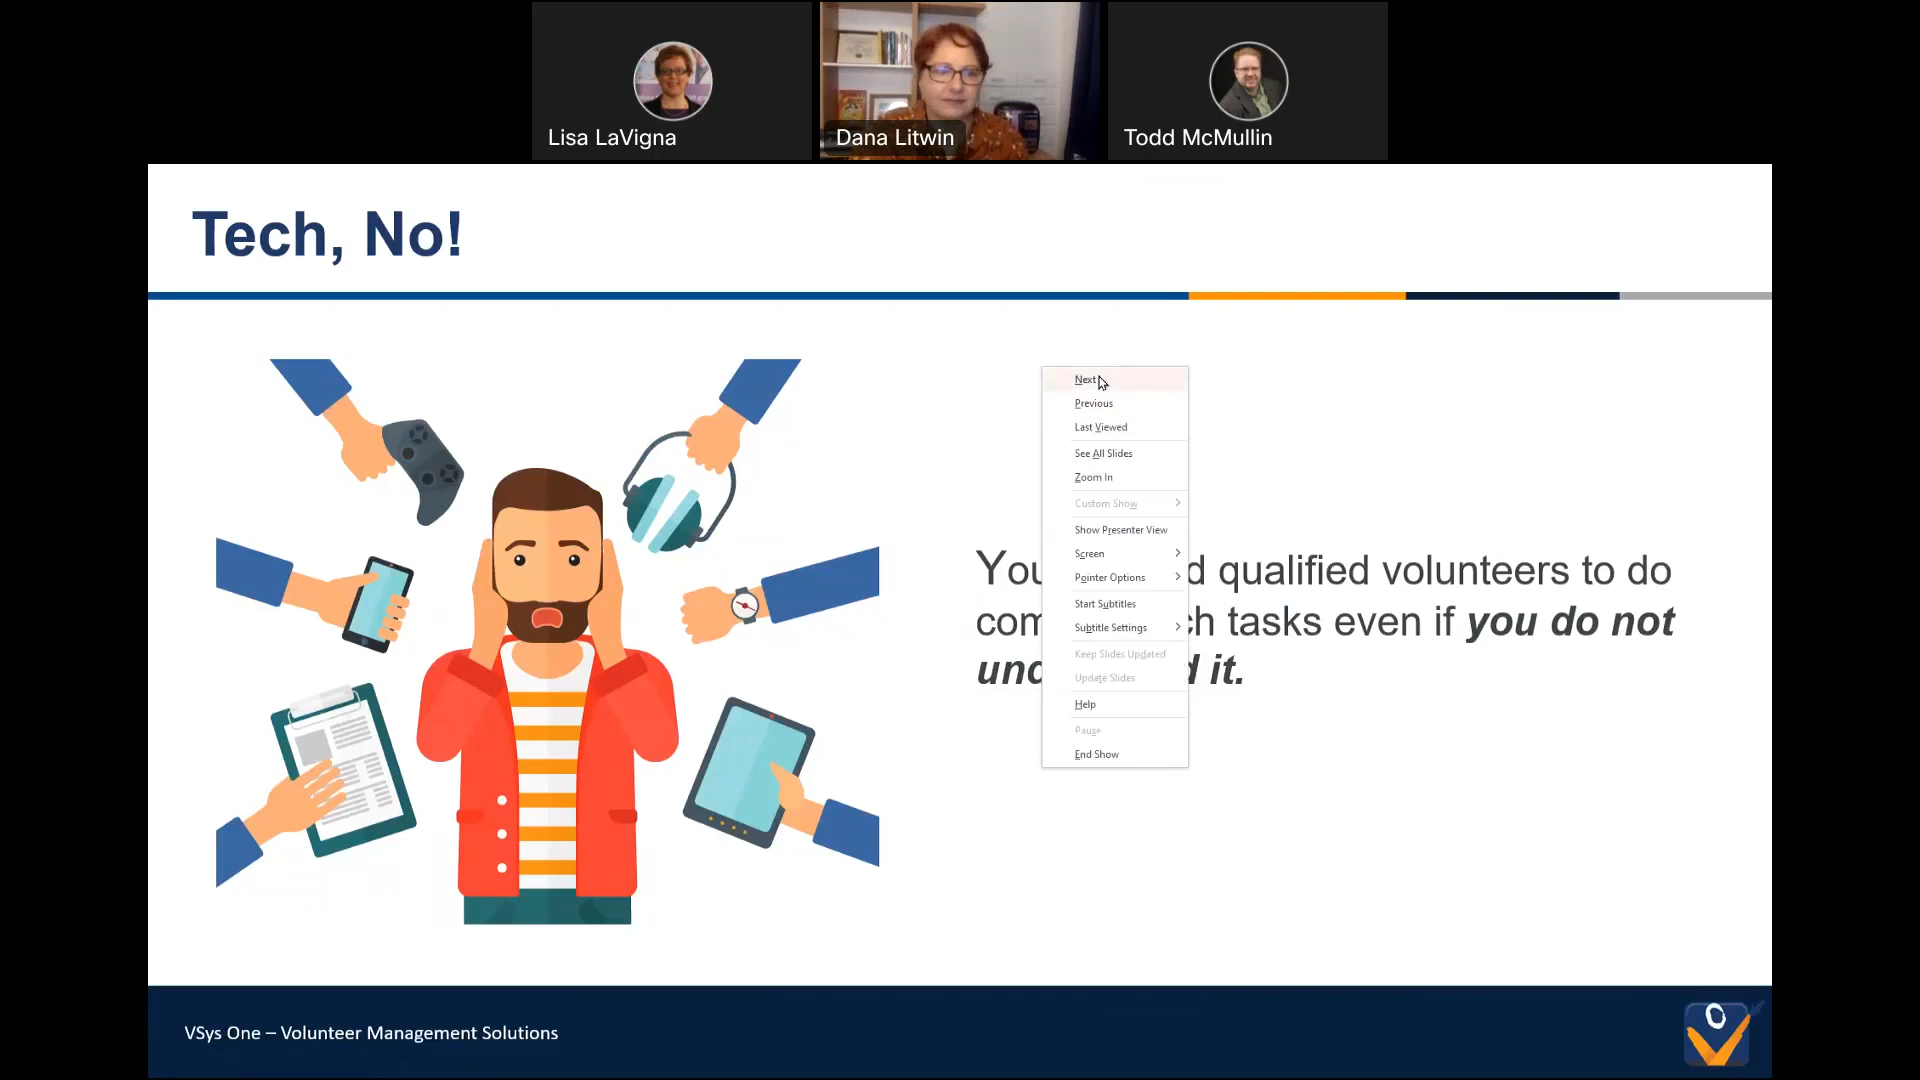 Lisa LaVigna
Dana Litwin
Todd McMullin
Tech, No!
You d qualified volunteers to do
com ch tasks even if you do not
und d it.
Next
Previous
Last Viewed
See All Slides
Zoom In
Custom Show
Show Presenter View
Screen
Pointer Options
Start Subtitles
Subtitle Settings
Keep Slides Updated
Update Slides
Help
Pause
End Show
VSys One – Volunteer Management Solutions